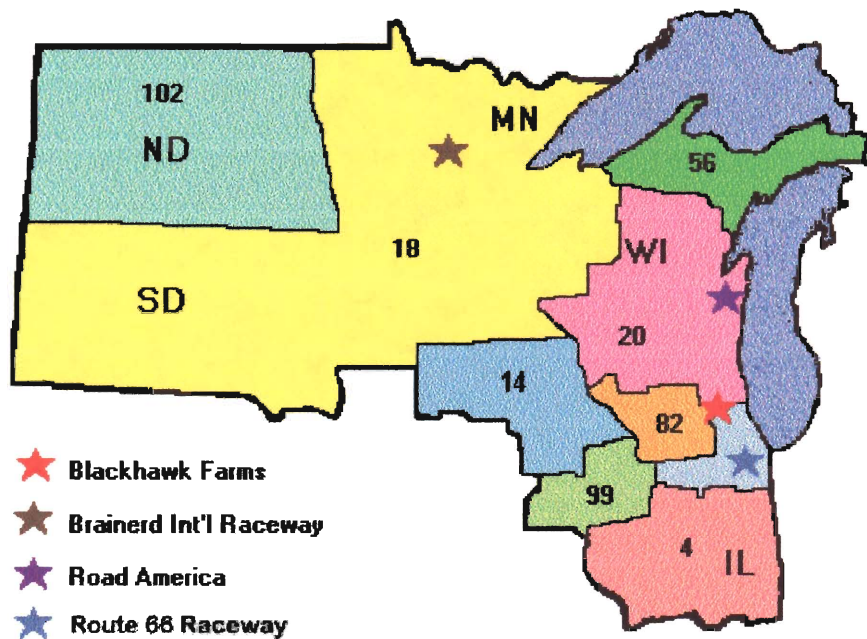 102
ND
MN
56
18
WI
SD
20
14
82
99
4
IL
Blackhawk Farms
Brainerd Int'l Raceway
Road America
Route 66 Raceway